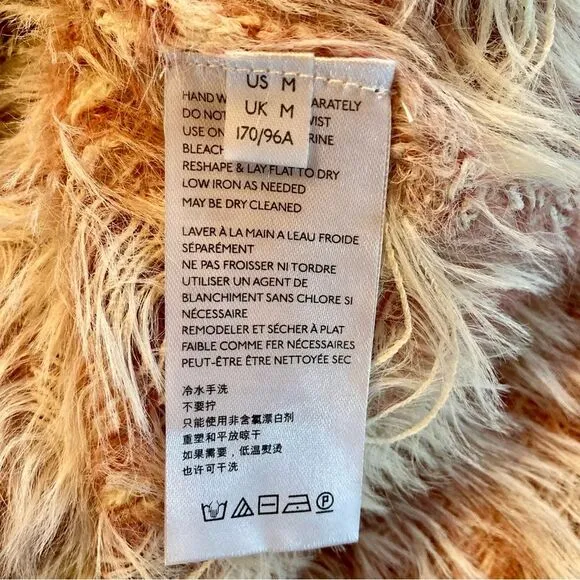 US M
UK M
170/96A
HAND W
ARATELY
DO NOT
WIST
USE ON
RINE
BLEACH
RESHAPE & LAY FLAT TO DRY
LOW IRON AS NEEDED
MAY BE DRY CLEANED
LAVER À LA MAIN A LEAU FROIDE
SÉPARÉMENT
NE PAS FROISSER NI TORDRE
UTILISER UN AGENT DE
BLANCHIMENT SANS CHLORE SI
NÉCESSAIRE
REMODELER ET SÉCHER À PLAT
FAIBLE COMME FER NÉCESSAIRES
PEUT-ÊTRE ÊTRE NETTOYÉE SEC
冷水手洗
不要拧
只能使用非含氯漂白剂
重塑和平放晾干
如果需要，低温熨烫
也许可干洗
P